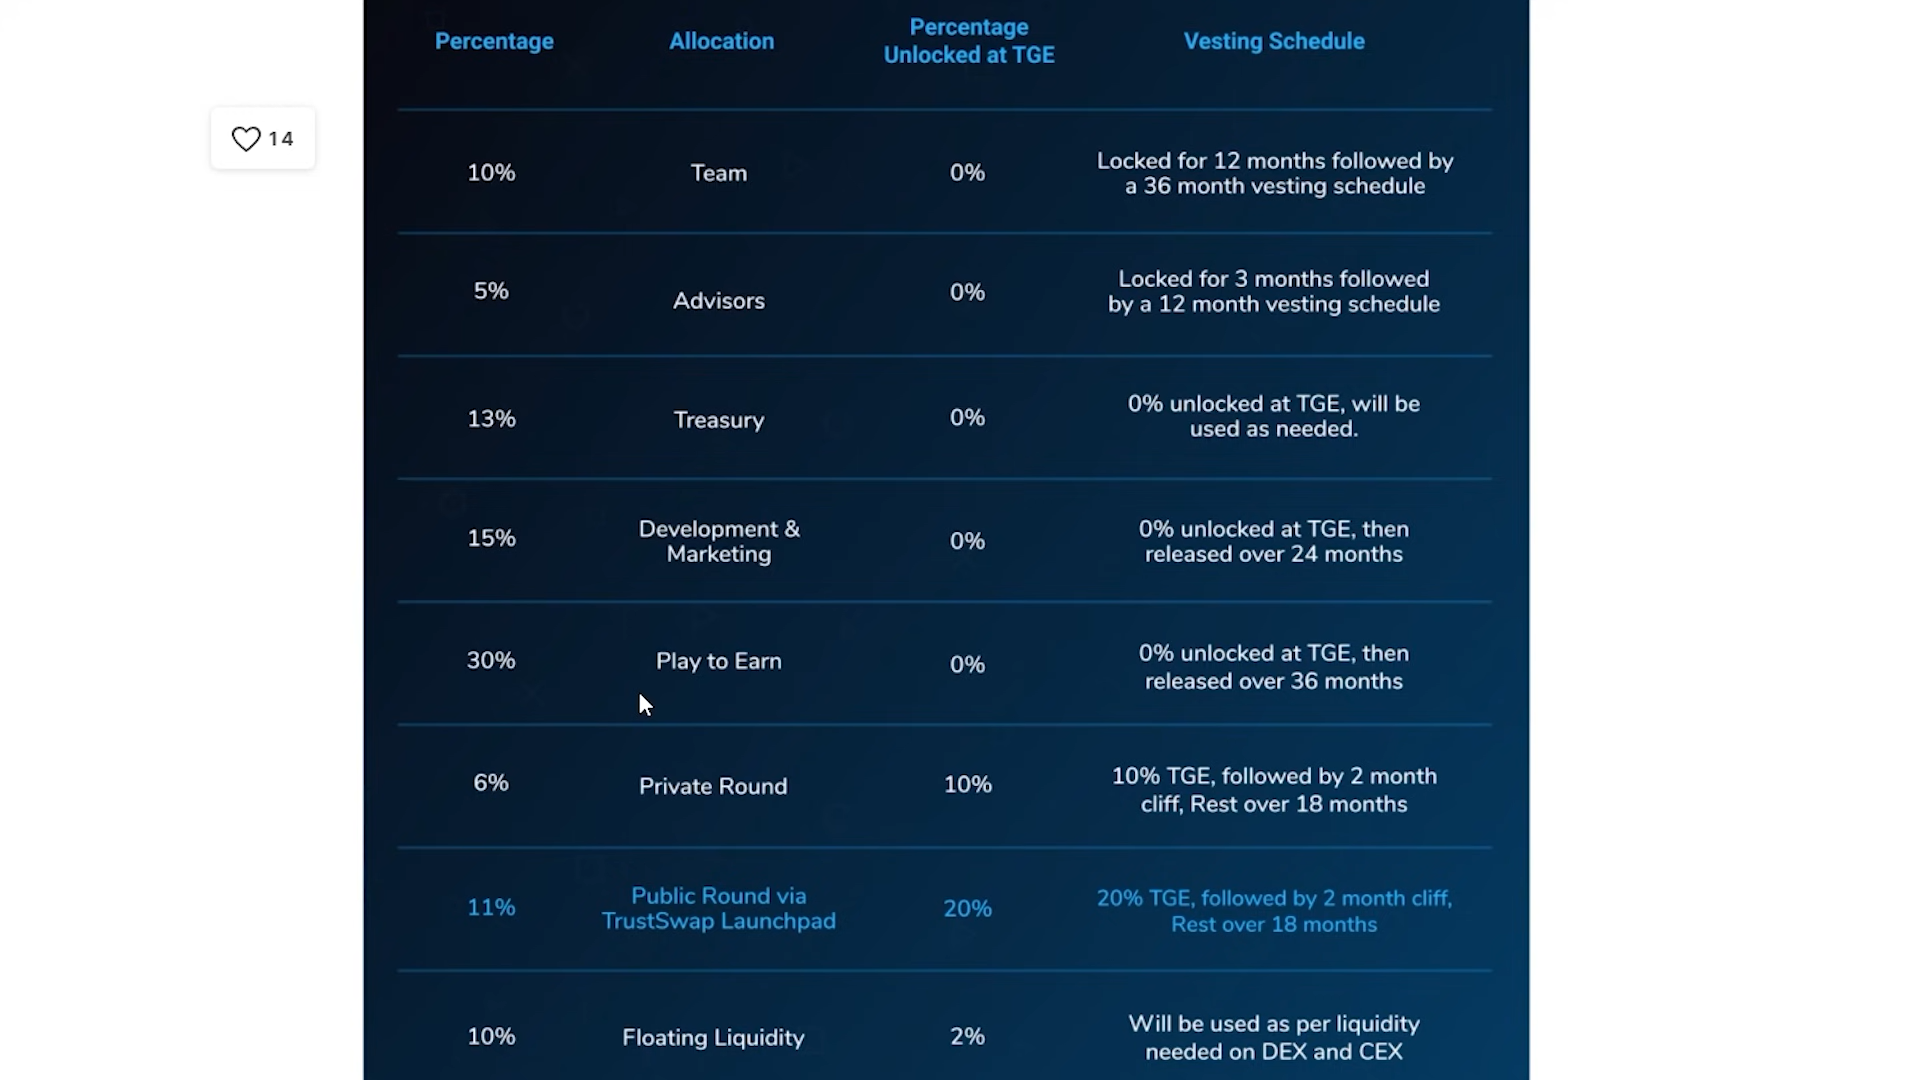 Percentage
Allocation
Percentage
Unlocked at TGE
Vesting Schedule
14
10%
Team
0%
Locked for 12 months followed by
a 36 month vesting schedule
5%
Advisors
0%
Locked for 3 months followed
by a 12 month vesting schedule
13%
Treasury
0%
0% unlocked at TGE, will be
used as needed.
15%
Development &
Marketing
0%
0% unlocked at TGE, then
released over 24 months
30%
Play to Earn
0%
0% unlocked at TGE, then
released over 36 months
6%
Private Round
10%
10% TGE, followed by 2 month
cliff, Rest over 18 months
11%
Public Round via
TrustSwap Launchpad
20%
20% TGE, followed by 2 month cliff,
Rest over 18 months
10%
Floating Liquidity
2%
Will be used as per liquidity
needed on DEX and CEX